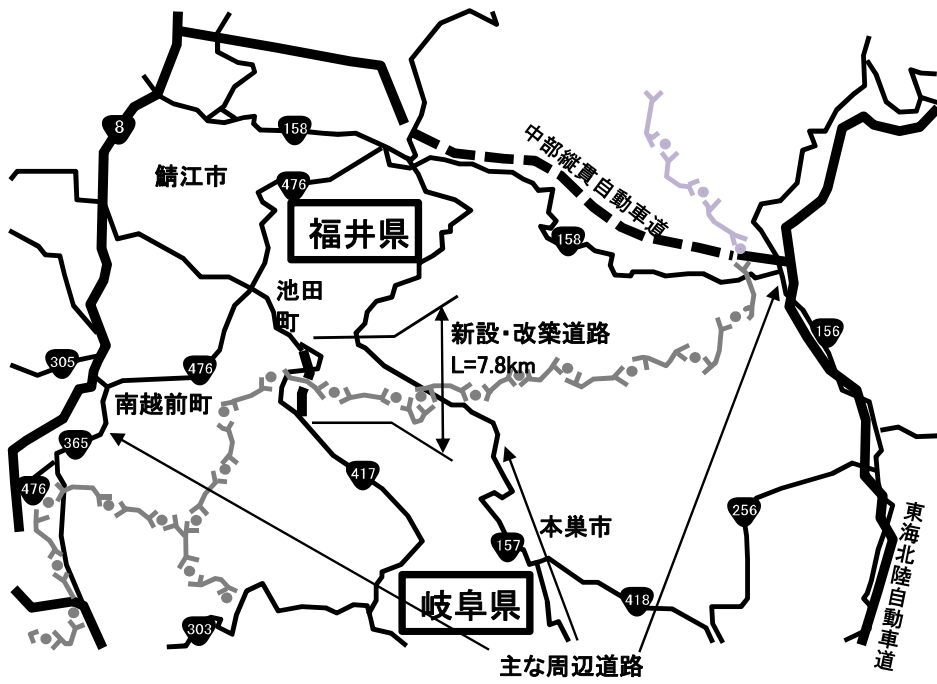 8
158
中部縦貫自動車道
鯖江市
476
福井県
158
池田
町
新設・改築道路
L=7.8km
156
305
476
南越前町
365
417
476
256
本巣市
157
東海北陸自動車道
岐阜県
418
303
主な周辺道路